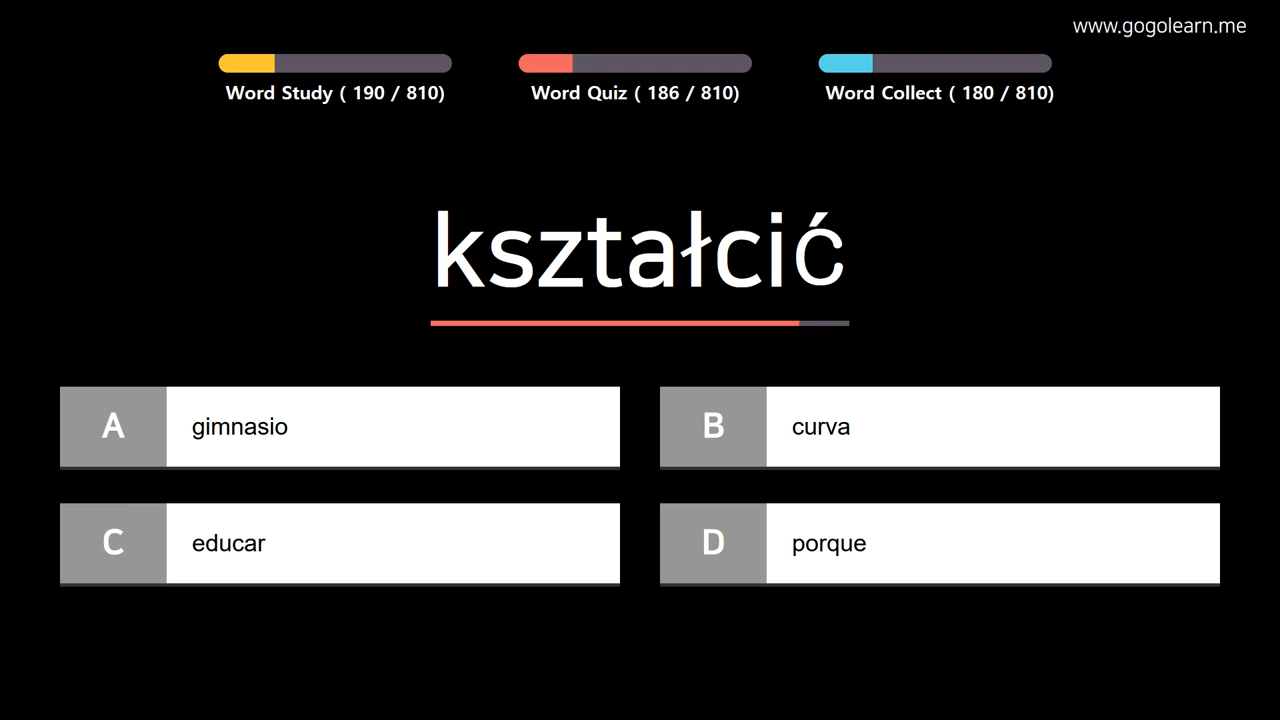 www.gogolearn.me
Word Study ( 190 / 810)
Word Quiz ( 186 / 810)
Word Collect ( 180 / 810)
kształcić
A gimnasio
B curva
C educar
D porque